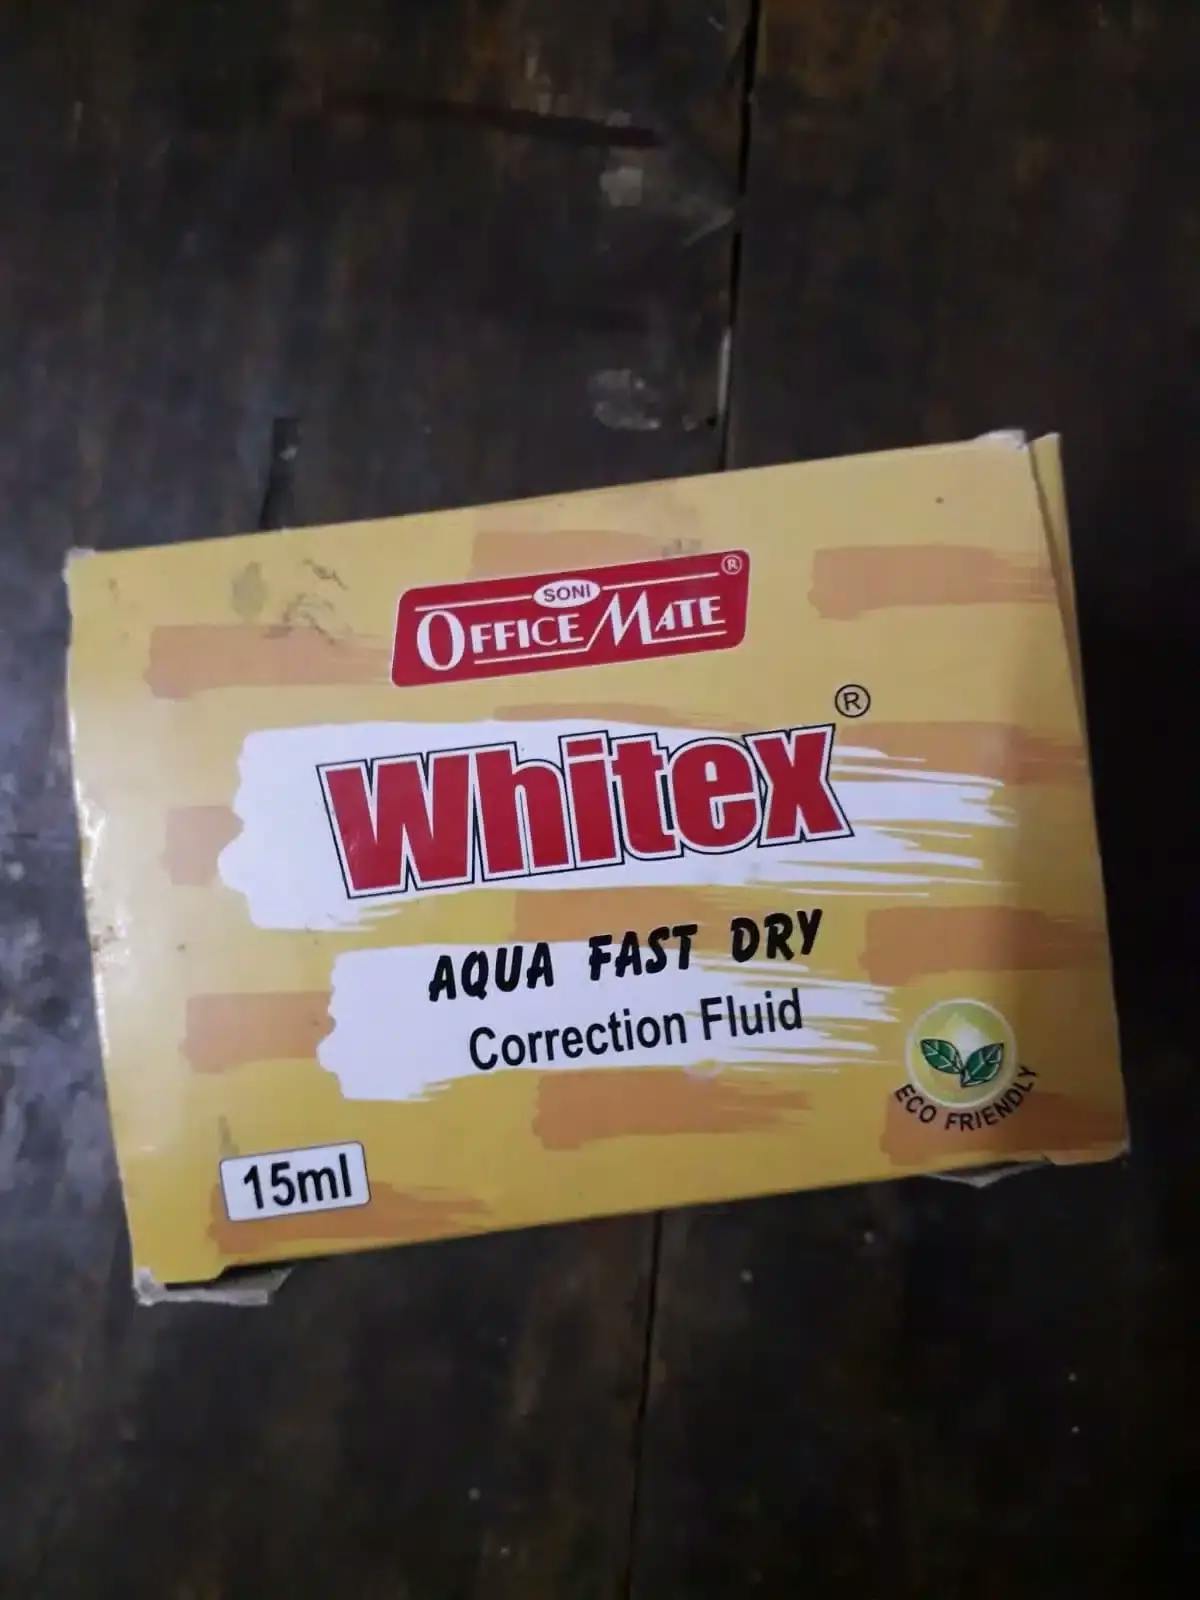 SONI
OFFICE MATE ®
Whitex ®
AQUA FAST DRY
Correction Fluid
ECO FRIENDLY
15ml